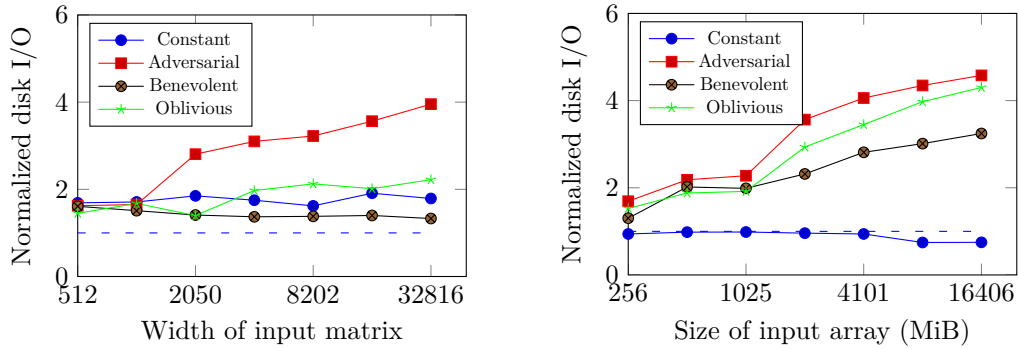 Normalized disk I/O
6
4
2
0
Constant
Adversarial
Benevolent
Oblivious
512
2050
8202
32816
Width of input matrix
Normalized disk I/O
6
4
2
0
Constant
Adversarial
Benevolent
Oblivious
256
1025
4101
16406
Size of input array (MiB)